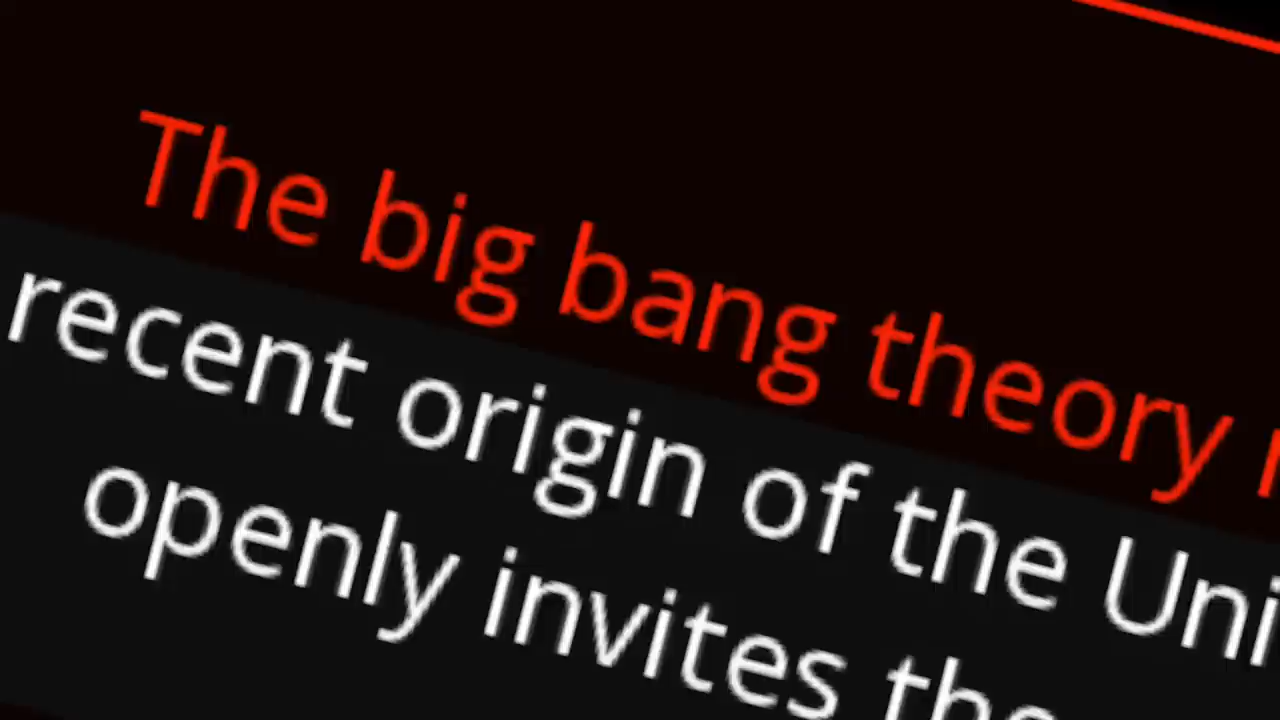 The big bang theory
recent origin of the
openly invites